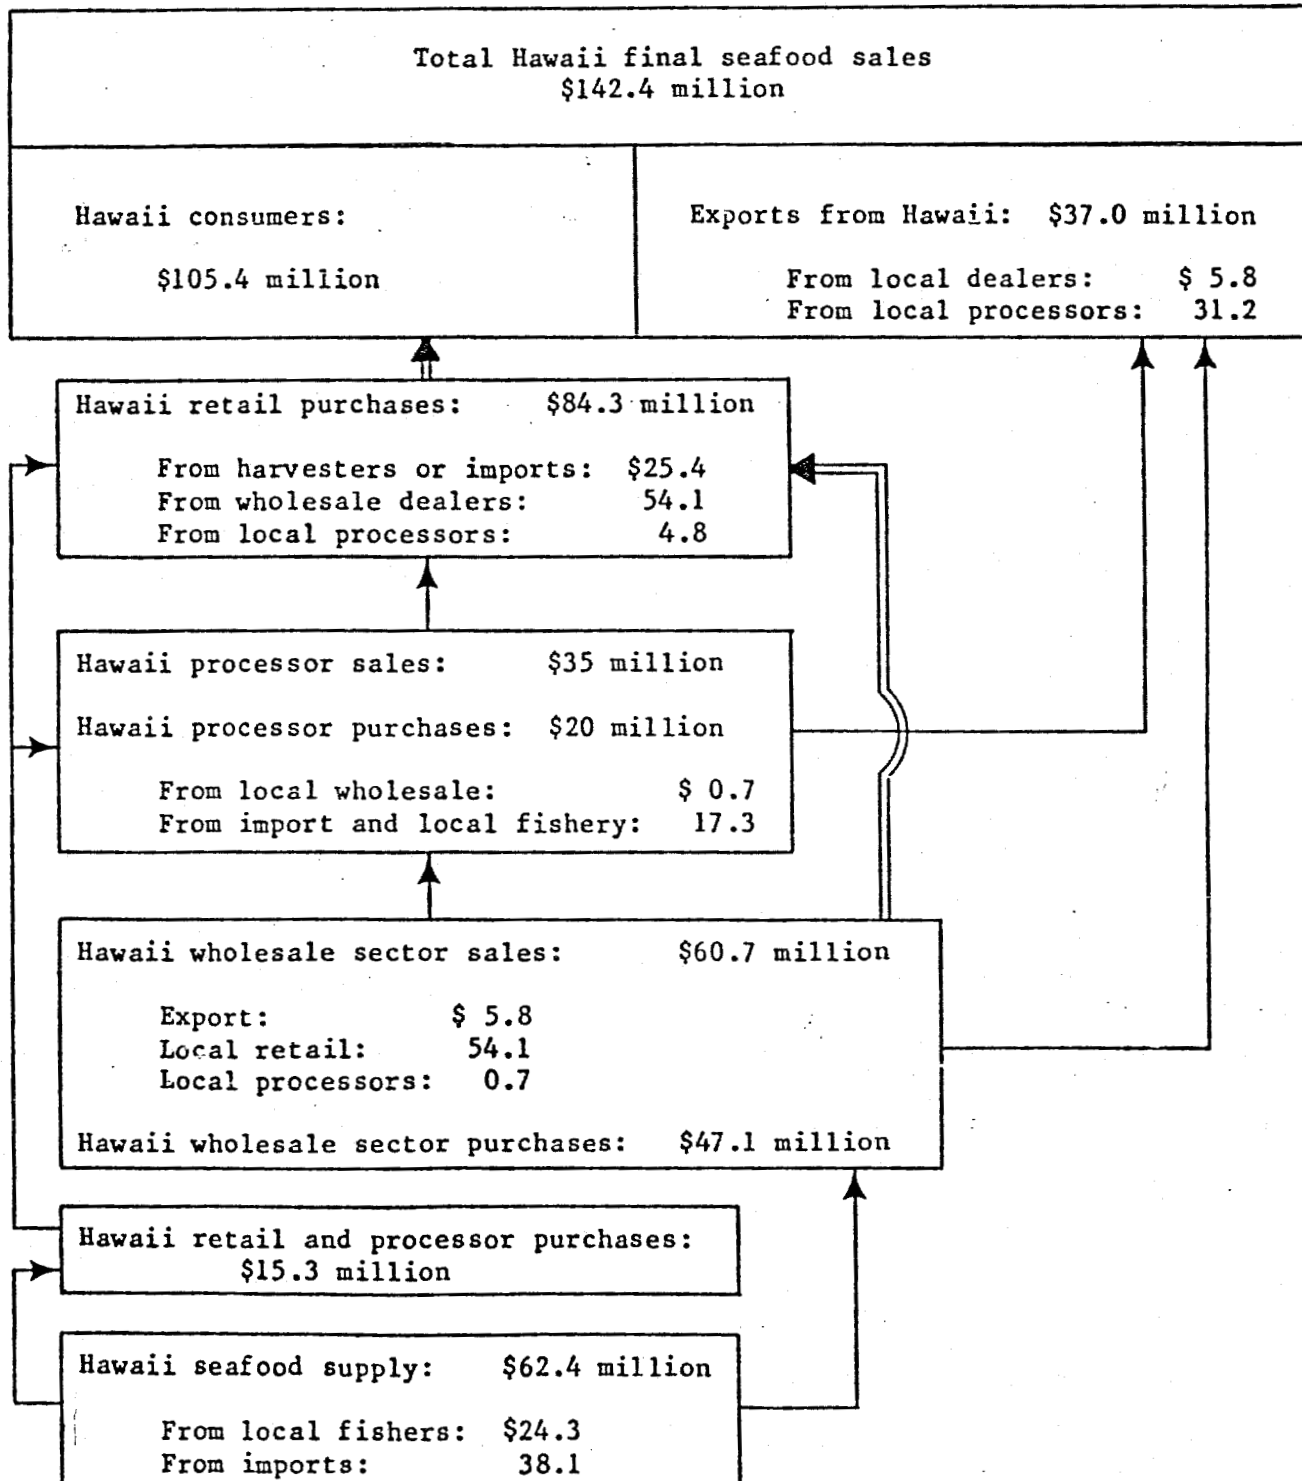 Total Hawaii final seafood sales
$142.4 million
Hawaii consumers:
$105.4 million
Exports from Hawaii: $37.0 million
From local dealers: $ 5.8
From local processors: 31.2
Hawaii retail purchases: $84.3 million
From harvesters or imports: $25.4
From wholesale dealers: 54.1
From local processors: 4.8
Hawaii processor sales: $35 million
Hawaii processor purchases: $20 million
From local wholesale: $ 0.7
From import and local fishery: 17.3
Hawaii wholesale sector sales: $60.7 million
Export: $ 5.8
Local retail: 54.1
Local processors: 0.7
Hawaii wholesale sector purchases: $47.1 million
Hawaii retail and processor purchases:
$15.3 million
Hawaii seafood supply: $62.4 million
From local fishers: $24.3
From imports: 38.1